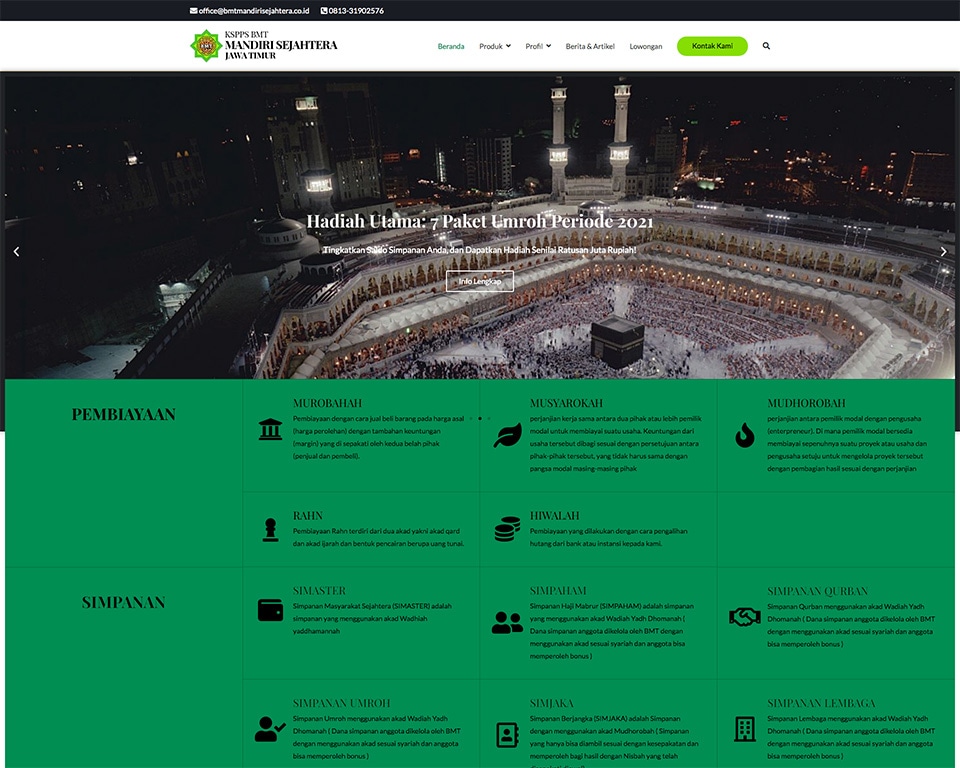 office@bmtmandirisejahtera.co.id 0813-31902576
KSPPS BMT
MANDIRI SEJAHTERA
JAWA TIMUR
Beranda Produk Profil Berita & Artikel Lowongan Kontak Kami
Hadiah Utama: 7 Paket Umroh Periode 2021
Tingkatkan Saldo Simpanan Anda, dan Dapatkan Hadiah Senilai Ratusan Juta Rupiah!
Info Lengkap
PEMBIAYAAN
MUROBAHAH
Pembiayaan dengan cara jual beli barang pada harga asal
(harga perolehan) dengan tambahan keuntungan
(margin) yang di sepakati oleh kedua belah pihak
(penjual dan pembeli).
MUSYAROKAH
perjanjian kerja sama antara dua pihak atau lebih pemilik
modal untuk membiayai suatu usaha. Keuntungan dari
usaha tersebut dibagi sesuai dengan persetujuan antara
pihak-pihak tersebut, yang tidak harus sama dengan
pangsa modal masing-masing pihak
MUDHOROBAH
perjanjian antara pemilik modal dengan pengusaha
(enterpreneur). Di mana pemilik modal bersedia
membiayai sepenuhnya suatu proyek atau usaha dan
pengusaha setuju untuk mengelola proyek tersebut
dengan pembagian hasil sesuai dengan perjanjian
RAHN
Pembiayaan Rahn terdiri dari dua akad yakni akad qard
dan akad ijarah dan bentuk pencairan berupa uang tunai.
HIWALAH
Pembiayaan yang dilakukan dengan cara pengalihan
hutang dari bank atau instansi kepada kami.
SIMPANAN
SIMASTER
Simpanan Masyarakat Sejahtera (SIMASTER) adalah
simpanan yang menggunakan akad Wadhiah
yaddhamannah
SIMPAHAM
Simpanan Haji Mabrur (SIMPAHAM) adalah simpanan
yang menggunakan akad Wadiah Yadh Dhomanah (
Dana simpanan anggota dikelola oleh BMT dengan
menggunakan akad sesuai syariah dan anggota bisa
memperoleh bonus )
SIMPANAN QURBAN
Simpanan Qurban menggunakan akad Wadiah Yadh
Dhomanah ( Dana simpanan anggota dikelola oleh BMT
dengan menggunakan akad sesuai syariah dan anggota
bisa memperoleh bonus )
SIMPANAN UMROH
Simpanan Umroh menggunakan akad Wadiah Yadh
Dhomanah ( Dana simpanan anggota dikelola oleh BMT
dengan menggunakan akad sesuai syariah dan anggota
bisa memperoleh bonus )
SIMJAKA
Simpanan Berjangka (SIMJAKA) adalah Simpanan
dengan menggunakan akad Mudhorobah ( Simpanan
yang hanya bisa diambil sesuai dengan kesepakatan dan
memperoleh bagi hasil dengan Nisbah yang telah
SIMPANAN LEMBAGA
Simpanan Lembaga menggunakan akad Wadiah Yadh
Dhomanah ( Dana simpanan anggota dikelola oleh BMT
dengan menggunakan akad sesuai syariah dan anggota
bisa memperoleh bonus )